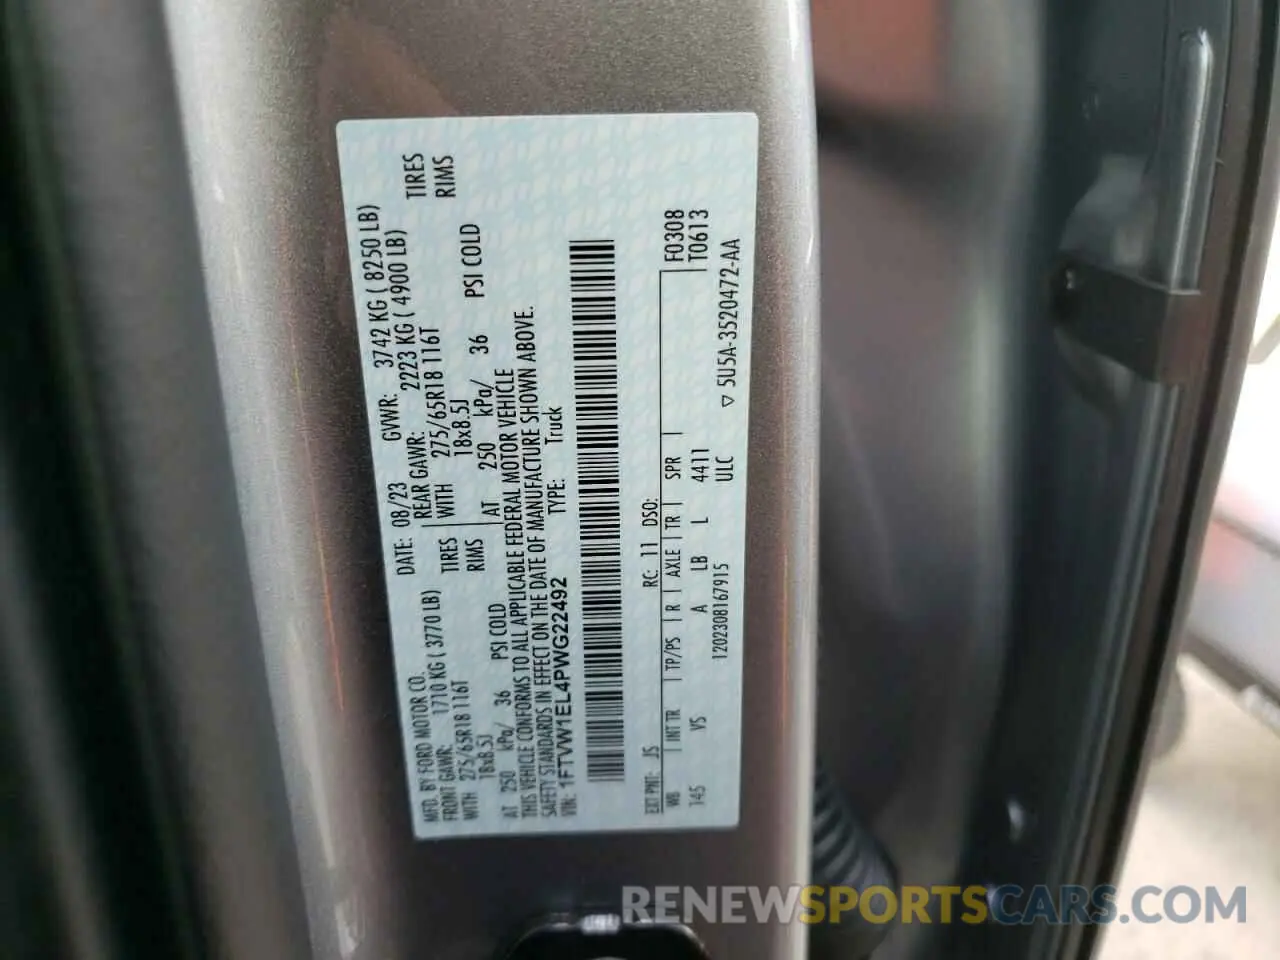 MFD. BY FORD MOTOR CO.
DATE: 08/23 GVWR: 3742 KG ( 8250 LB)
FRONT GAWR: 1710 KG ( 3770 LB)
REAR GAWR: 2223 KG ( 4900 LB)
WITH 275/65R18 116T TIRES
WITH 275/65R18 116T TIRES
18x8.5J RIMS
18x8.5J RIMS
AT 250 kPa/ 36 PSI COLD
AT 250 kPa/ 36 PSI COLD
THIS VEHICLE CONFORMS TO ALL APPLICABLE FEDERAL MOTOR VEHICLE
SAFETY STANDARDS IN EFFECT ON THE DATE OF MANUFACTURE SHOWN ABOVE.
VIN: 1FTVW1EL4PWG22492
TYPE: Truck
EXT PNT: JS RC: 11 DSO: F0308
WB INT TR TP/PS R AXLE TR SPR T0613
145 VS A LB L 4411
1202308167915 ULC ▽ 5U5A-3520472-AA
RENEWSPORTSCARS.COM